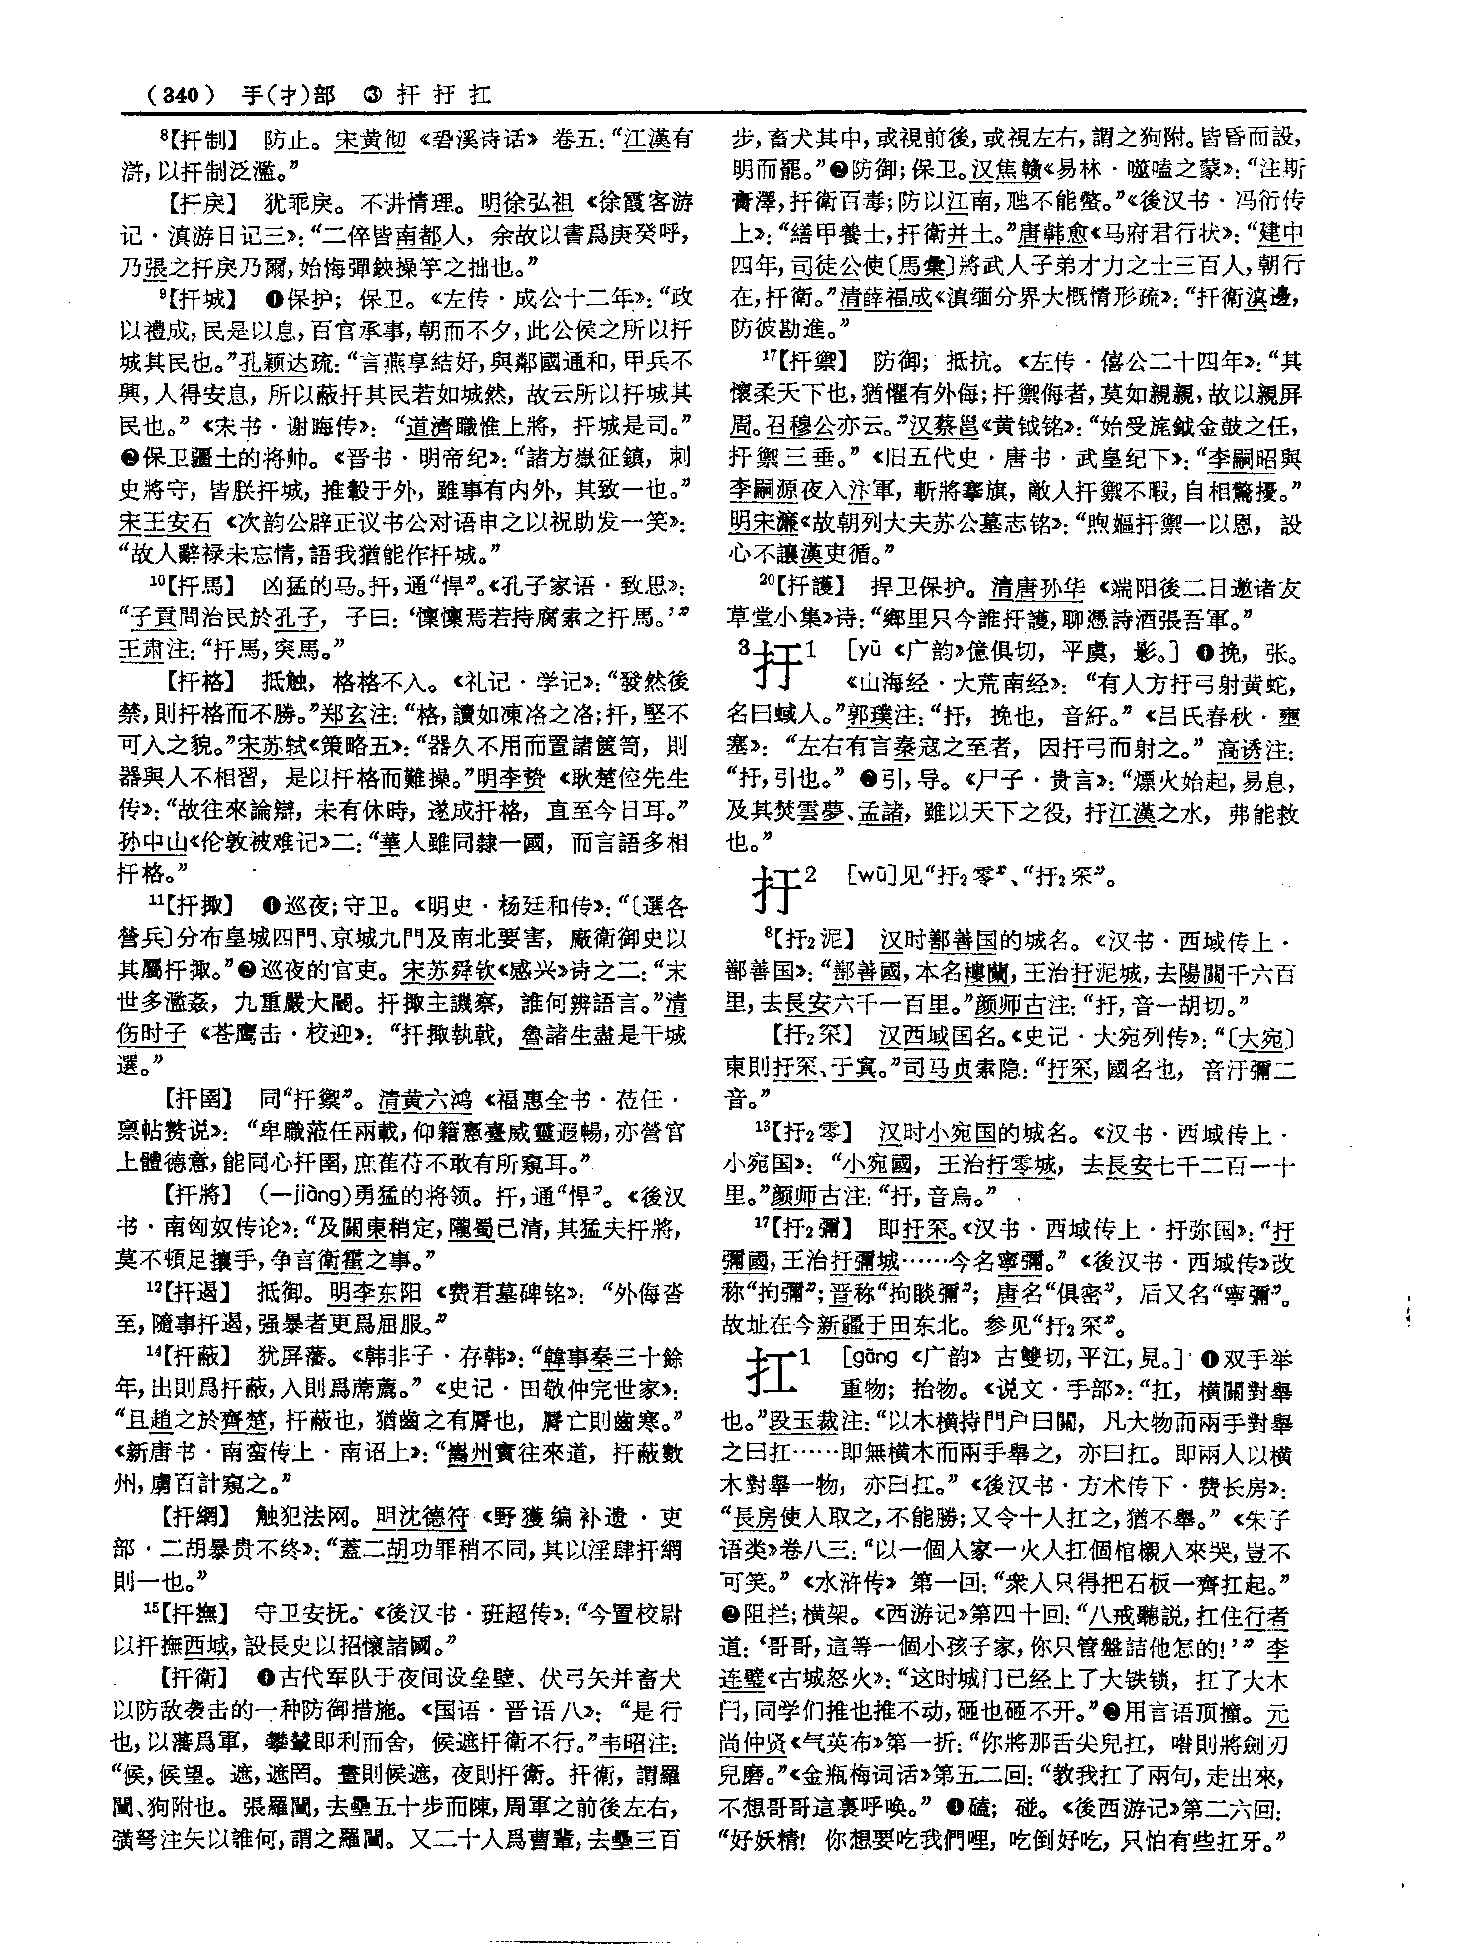 （340） 手(扌)部 ③ 扞 扜 扛
⁸【扞制】 防止。宋黄彻《䂬溪诗话》卷五：“江漢有
浒，以扞制泛濫。”
【扞戾】 犹乖戾。不讲情理。明徐弘祖《徐霞客游
记·滇游日记三》：“二倅皆南都人，余故以書爲庚癸呼，
乃張之扞戾乃爾，始悔彈鋏操竽之拙也。”
⁹【扞城】 ❶保护；保卫。《左传·成公十二年》：“政
以禮成，民是以息，百官承事，朝而不夕，此公侯之所以扞
城其民也。”孔颖达疏：“言燕享結好，與鄰國通和，甲兵不
興，人得安息，所以蔽扞其民若如城然，故云所以扞城其
民也。”《宋书·谢晦传》：“道濟職惟上將，扞城是司。”
❷保卫疆土的将帅。《晋书·明帝纪》：“諸方嶽征鎮，刺
史將守，皆朕扞城，推轂于外，雖事有内外，其致一也。”
宋王安石《次韵公辟正议书公对语申之以祝助发一笑》：
“故人辭禄未忘情，語我猶能作扞城。”
¹⁰【扞馬】 凶猛的马。扞，通“悍”。《孔子家语·致思》：
“子貢問治民於孔子，子曰：‘懍懍焉若持腐索之扞馬。’”
王肃注：“扞馬，突馬。”
【扞格】 抵触，格格不入。《礼记·学记》：“發然後
禁，則扞格而不勝。”郑玄注：“格，讀如凍洛之洛；扞，堅不
可入之貌。”宋苏轼《策略五》：“器久不用而置諸篋笥，則
器與人不相習，是以扞格而難操。”明李贽《耿楚倥先生
传》：“故往來論辯，未有休時，遂成扞格，直至今日耳。”
孙中山《伦敦被难记》二：“華人雖同隸一國，而言語多相
扞格。”
¹¹【扞掫】 ❶巡夜；守卫。《明史·杨廷和传》：“〔選各
營兵〕分布皇城四門、京城九門及南北要害，廠衛御史以
其屬扞掫。”❷巡夜的官吏。宋苏舜钦《感兴》诗之二：“末
世多濫姦，九重嚴大閽。扞掫主譏察，誰何辨語言。”清
伤时子《苍鹰击·校迎》：“扞掫執戟，魯諸生盡是干城
選。”
【扞圉】 同“扞禦”。清黄六鸿《福惠全书·莅任·
禀帖赘说》：“卑職蒞任兩載，仰籍憲臺威靈遐暢，亦營官
上體德意，能同心扞圉，庶萑苻不敢有所窺耳。”
【扞將】 （—jiàng）勇猛的将领。扞，通“悍”。《後汉
书·南匈奴传论》：“及關東稍定，隴蜀已清，其猛夫扞將，
莫不頓足攘手，争言衛霍之事。”
¹²【扞遏】 抵御。明李东阳《费君墓碑铭》：“外侮沓
至，隨事扞遏，强暴者更爲屈服。”
¹⁴【扞蔽】 犹屏藩。《韩非子·存韩》：“韓事秦三十餘
年，出則爲扞蔽，入則爲蓆薦。”《史记·田敬仲完世家》：
“且趙之於齊楚，扞蔽也，猶齒之有脣也，脣亡則齒寒。”
《新唐书·南蛮传上·南诏上》：“巂州實往來道，扞蔽數
州，虜百計窺之。”
【扞網】 触犯法网。明沈德符《野獲编补遗·吏
部·二胡暴贵不终》：“蓋二胡功罪稍不同，其以淫肆扞網
則一也。”
¹⁵【扞撫】 守卫安抚。《後汉书·班超传》：“今置校尉
以扞撫西域，設長史以招懷諸國。”
【扞衛】 ❶古代军队于夜间设垒壁、伏弓矢并畜犬
以防敌袭击的一种防御措施。《国语·晋语八》：“是行
也，以藩爲軍，攀輦即利而舍，候遮扞衛不行。”韦昭注：
“候，候望。遮，遮罔。晝則候遮，夜則扞衛。扞衛，謂羅
闉、狗附也。張羅闉，去壘五十步而陳，周軍之前後左右，
彍弩注矢以誰何，謂之羅闉。又二十人爲曹輩，去壘三百
步，畜犬其中，或視前後，或視左右，謂之狗附。皆昏而設，
明而罷。”❷防御；保卫。汉焦赣《易林·噬嗑之蒙》：“注斯
膏澤，扞衛百毒；防以江南，虺不能螫。”《後汉书·冯衍传
上》：“繕甲養士，扞衛并土。”唐韩愈《马府君行状》：“建中
四年，司徒公使〔馬彙〕將武人子弟才力之士三百人，朝行
在，扞衛。”清薛福成《滇缅分界大概情形疏》：“扞衛滇邊，
防彼勘進。”
¹⁷【扞禦】 防御；抵抗。《左传·僖公二十四年》：“其
懷柔天下也，猶懼有外侮；扞禦侮者，莫如親親，故以親屏
周。召穆公亦云。”汉蔡邕《黄钺铭》：“始受旄鉞金鼓之任，
扞禦三垂。”《旧五代史·唐书·武皇纪下》：“李嗣昭與
李嗣源夜入汴軍，斬將搴旗，敵人扞禦不暇，自相驚擾。”
明宋濂《故朝列大夫苏公墓志铭》：“煦嫗扞禦一以恩，設
心不讓漢吏循。”
²⁰【扞護】 捍卫保护。清唐孙华《端阳後二日邀诸友
草堂小集》诗：“鄉里只今誰扞護，聊憑詩酒張吾軍。”
³扜¹ ［yū《广韵》億俱切，平虞，影。］❶挽，张。
《山海经·大荒南经》：“有人方扜弓射黄蛇，
名曰蜮人。”郭璞注：“扜，挽也，音紆。”《吕氏春秋·壅
塞》：“左右有言秦寇之至者，因扜弓而射之。”高诱注：
“扜，引也。”❷引，导。《尸子·贵言》：“熛火始起，易息，
及其焚雲夢、孟諸，雖以天下之役，扜江漢之水，弗能救
也。”
扜² ［wū］见“扜₂零”、“扜₂冞”。
⁸【扜₂泥】 汉时鄯善国的城名。《汉书·西域传上·
鄯善国》：“鄯善國，本名樓蘭，王治扜泥城，去陽關千六百
里，去長安六千一百里。”颜师古注：“扜，音一胡切。”
【扜₂冞】 汉西域国名。《史记·大宛列传》：“〔大宛〕
東則扜冞、于窴。”司马贞索隐：“扜冞，國名也，音汙彌二
音。”
¹³【扜₂零】 汉时小宛国的城名。《汉书·西域传上·
小宛国》：“小宛國，王治扜零城，去長安七千二百一十
里。”颜师古注：“扜，音烏。”
¹⁷【扜₂彌】 即扜冞。《汉书·西域传上·扜弥国》：“扜
彌國，王治扜彌城……今名寧彌。”《後汉书·西域传》改
称“拘彌”；晋称“拘睒彌”；唐名“俱密”，后又名“寧彌”。
故址在今新疆于田东北。参见“扜₂冞”。
扛¹ ［gāng《广韵》古雙切，平江，見。］❶双手举
重物；抬物。《说文·手部》：“扛，横關對舉
也。”段玉裁注：“以木横持門户曰關，凡大物而兩手對舉
之曰扛……即無横木而兩手舉之，亦曰扛。即兩人以横
木對舉一物，亦曰扛。”《後汉书·方术传下·费长房》：
“長房使人取之，不能勝；又令十人扛之，猶不舉。”《朱子
语类》卷八三：“以一個人家一火人扛個棺櫬入來哭，豈不
可笑。”《水浒传》第一回：“衆人只得把石板一齊扛起。”
❷阻拦；横架。《西游记》第四十回：“八戒聽説，扛住行者
道：‘哥哥，這等一個小孩子家，你只管盤詰他怎的！’”李
连璧《古城怒火》：“这时城门已经上了大铁锁，扛了大木
闩，同学们推也推不动，砸也砸不开。”❸用言语顶撞。元
尚仲贤《气英布》第一折：“你將那舌尖兒扛，喒則將劍刃
兒磨。”《金瓶梅词话》第五二回：“教我扛了兩句，走出來，
不想哥哥這裏呼唤。”❹磕；碰。《後西游记》第二六回：
“好妖精！你想要吃我們哩，吃倒好吃，只怕有些扛牙。”